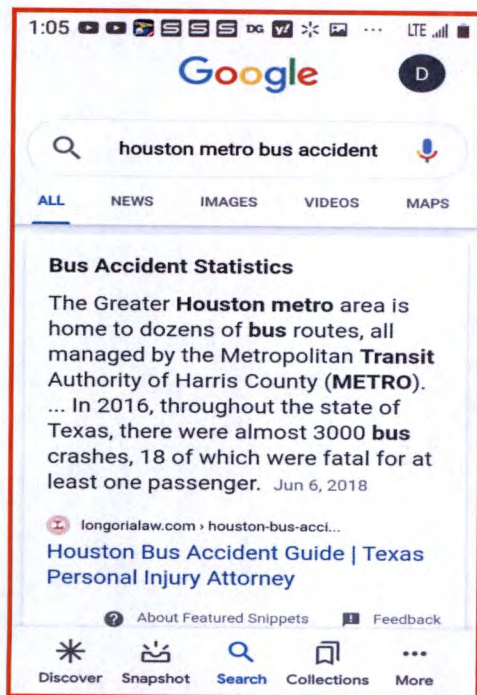 1:05 DG y! ... LTE
Google D
houston metro bus accident
ALL NEWS IMAGES VIDEOS MAPS
Bus Accident Statistics
The Greater Houston metro area is
home to dozens of bus routes, all
managed by the Metropolitan Transit
Authority of Harris County (METRO).
... In 2016, throughout the state of
Texas, there were almost 3000 bus
crashes, 18 of which were fatal for at
least one passenger. Jun 6, 2018
longorialaw.com › houston-bus-acci...
Houston Bus Accident Guide | Texas
Personal Injury Attorney
About Featured Snippets Feedback
Discover Snapshot Search Collections More